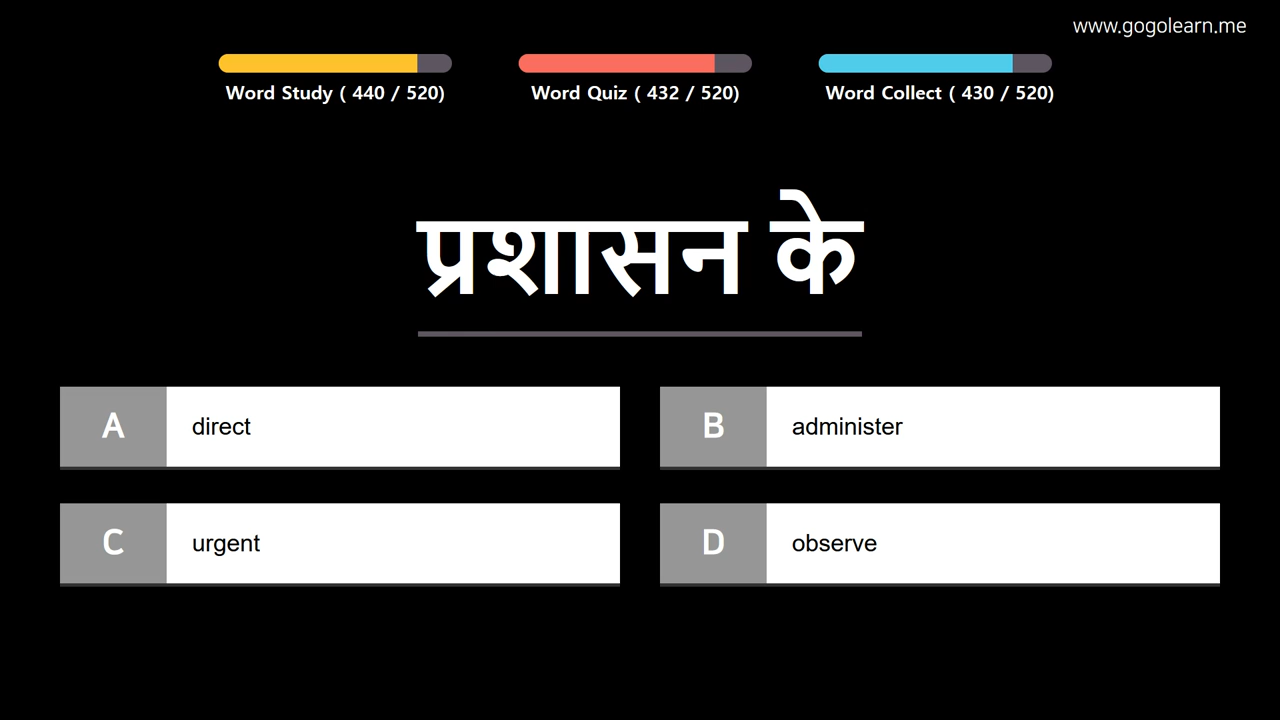 www.gogolearn.me
Word Study ( 440 / 520)
Word Quiz ( 432 / 520)
Word Collect ( 430 / 520)
प्रशासन के
A direct
B administer
C urgent
D observe